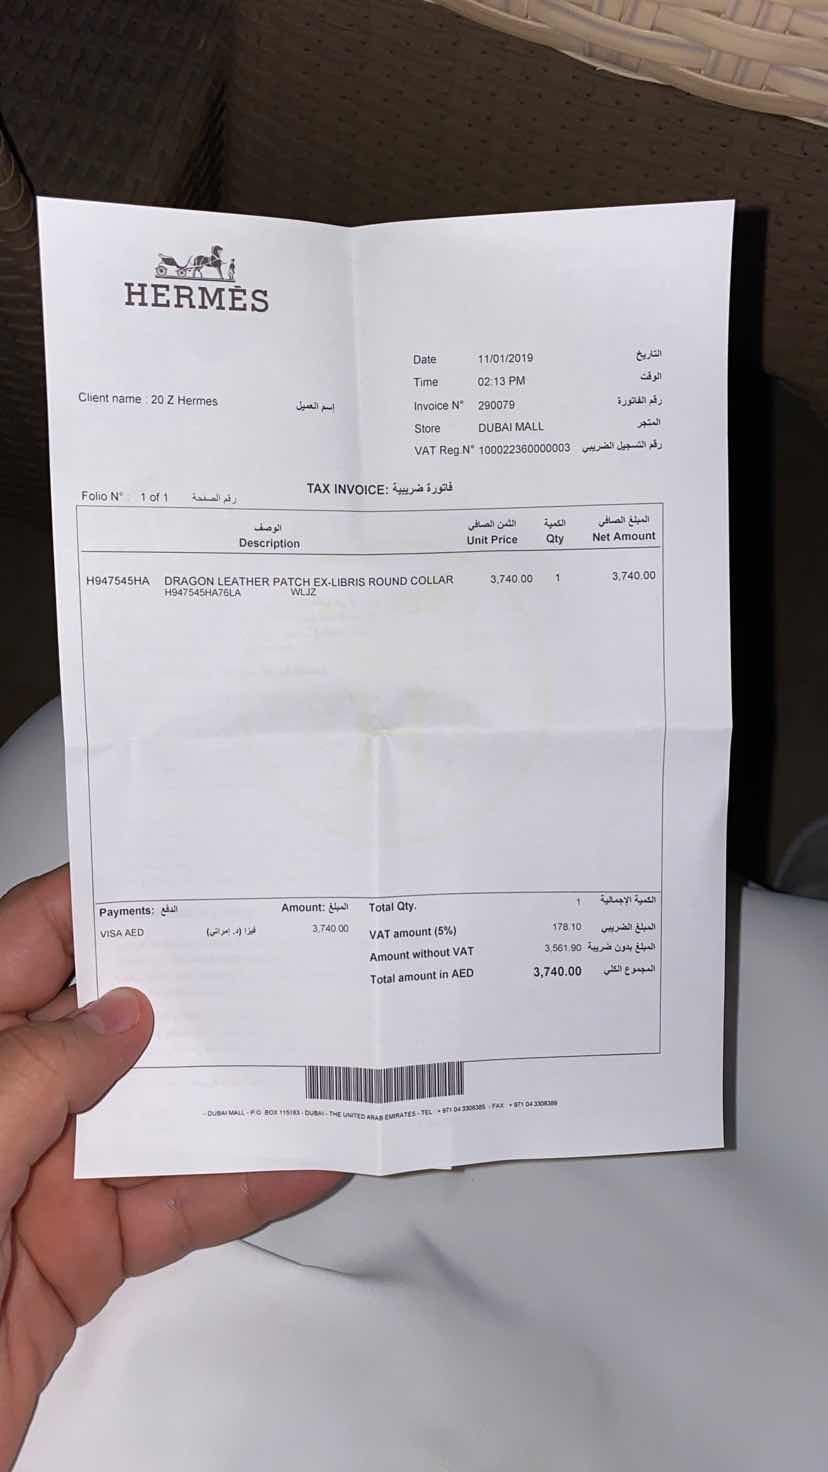 HERMÈS
Date 11/01/2019 التاريخ
Time 02:13 PM الوقت
Client name : 20 Z Hermes إسم العميل
Invoice N° 290079 رقم الفاتورة
Store DUBAI MALL المتجر
VAT Reg.N° 100022360000003 رقم التسجيل الضريبي
TAX INVOICE: فاتورة ضريبية
Folio N° : 1 of 1 رقم الصفحة
الوصف الثمن الصافي الكمية المبلغ الصافي
Description Unit Price Qty Net Amount
H947545HA DRAGON LEATHER PATCH EX-LIBRIS ROUND COLLAR 3,740.00 1 3,740.00
H947545HA76LA WLJZ
Payments: الدفع Amount: المبلغ Total Qty. 1 الكمية الإجمالية
VISA AED فيزا (د. إمراتي) 3,740.00 VAT amount (5%) 178.10 المبلغ الضريبي
Amount without VAT 3,561.90 المبلغ بدون ضريبة
Total amount in AED 3,740.00 المجموع الكلي
- DUBAI MALL - P.O. BOX 115183 - DUBAI - THE UNITED ARAB EMIRATES - TEL : + 971 04 3308385 - FAX : + 971 04 3308389